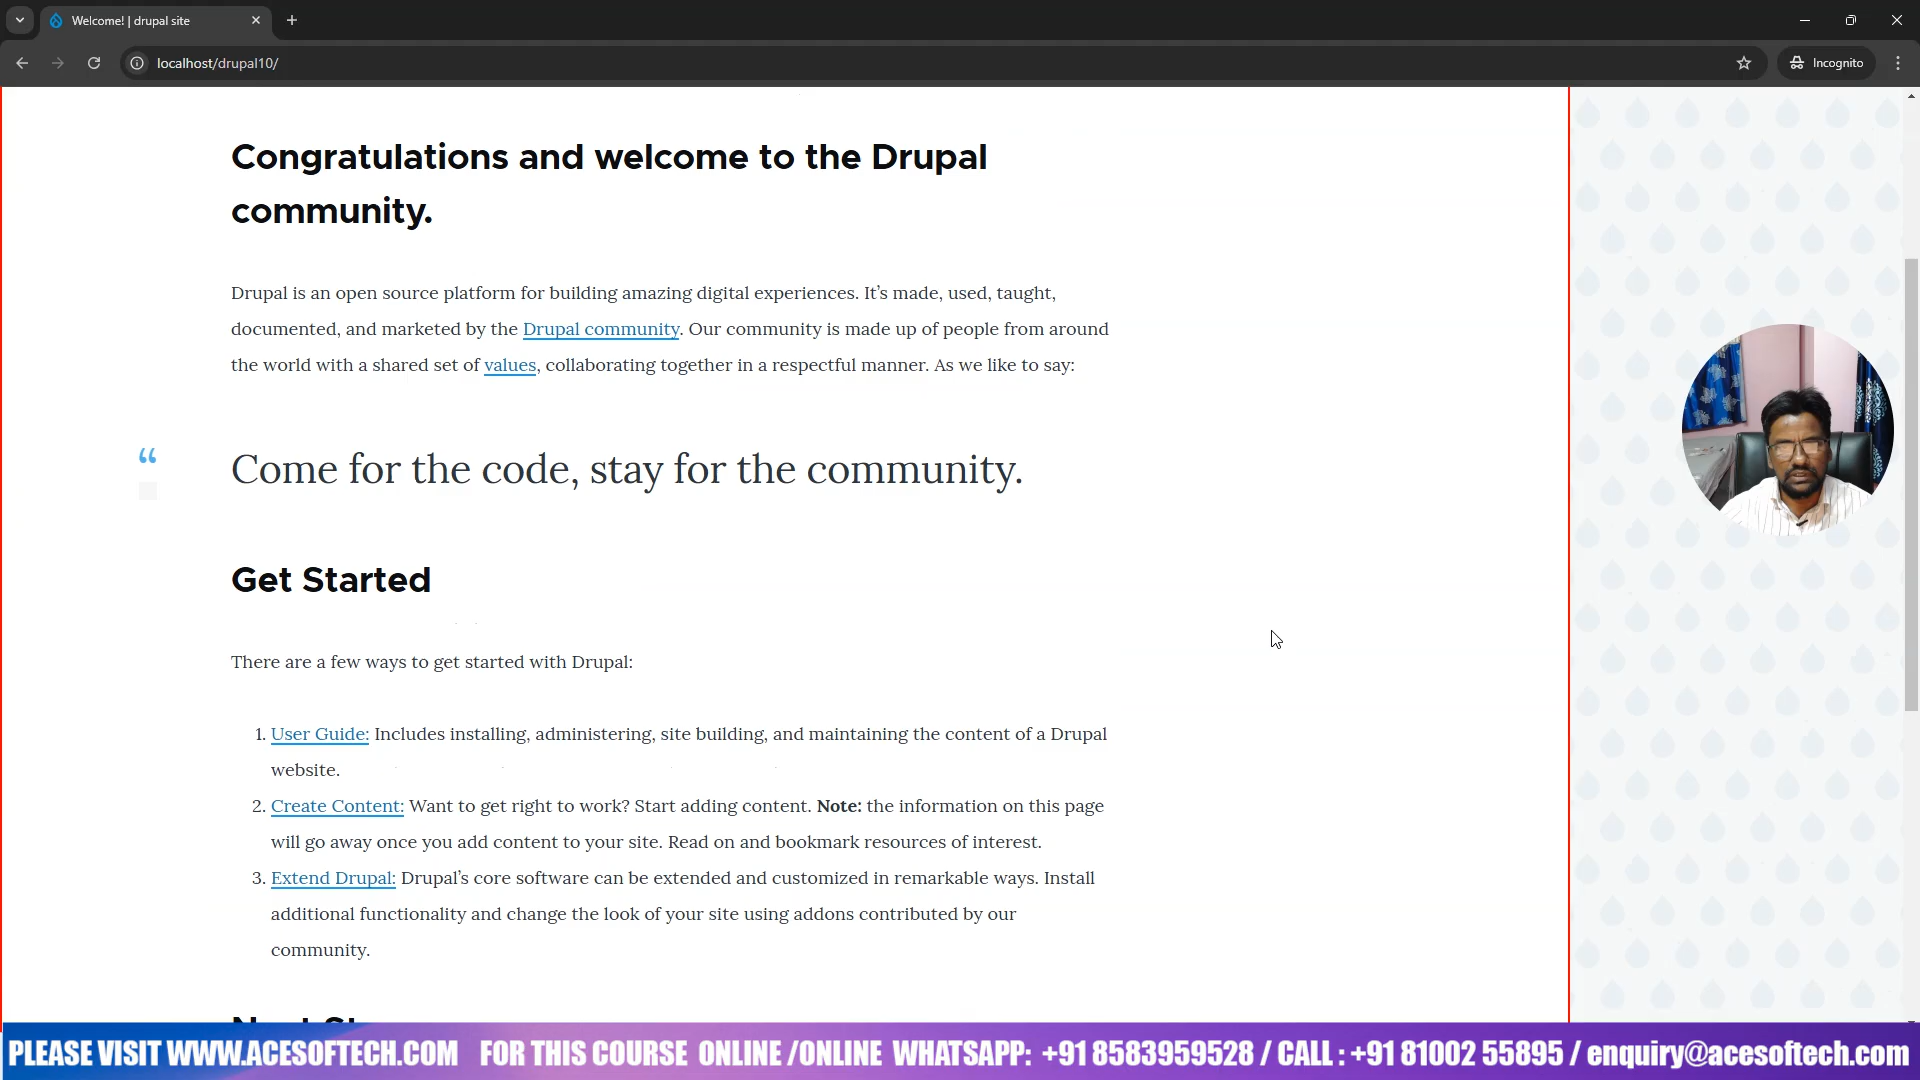 Welcome! | drupal site
localhost/drupal10/
Incognito
Congratulations and welcome to the Drupal
community.
Drupal is an open source platform for building amazing digital experiences. It’s made, used, taught,
documented, and marketed by the Drupal community. Our community is made up of people from around
the world with a shared set of values, collaborating together in a respectful manner. As we like to say:
“ Come for the code, stay for the community.
Get Started
There are a few ways to get started with Drupal:
1. User Guide: Includes installing, administering, site building, and maintaining the content of a Drupal
website.
2. Create Content: Want to get right to work? Start adding content. Note: the information on this page
will go away once you add content to your site. Read on and bookmark resources of interest.
3. Extend Drupal: Drupal’s core software can be extended and customized in remarkable ways. Install
additional functionality and change the look of your site using addons contributed by our
community.
PLEASE VISIT WWW.ACESOFTECH.COM FOR THIS COURSE ONLINE /ONLINE WHATSAPP: +91 8583959528 / CALL : +91 81002 55895 / enquiry@acesoftech.com